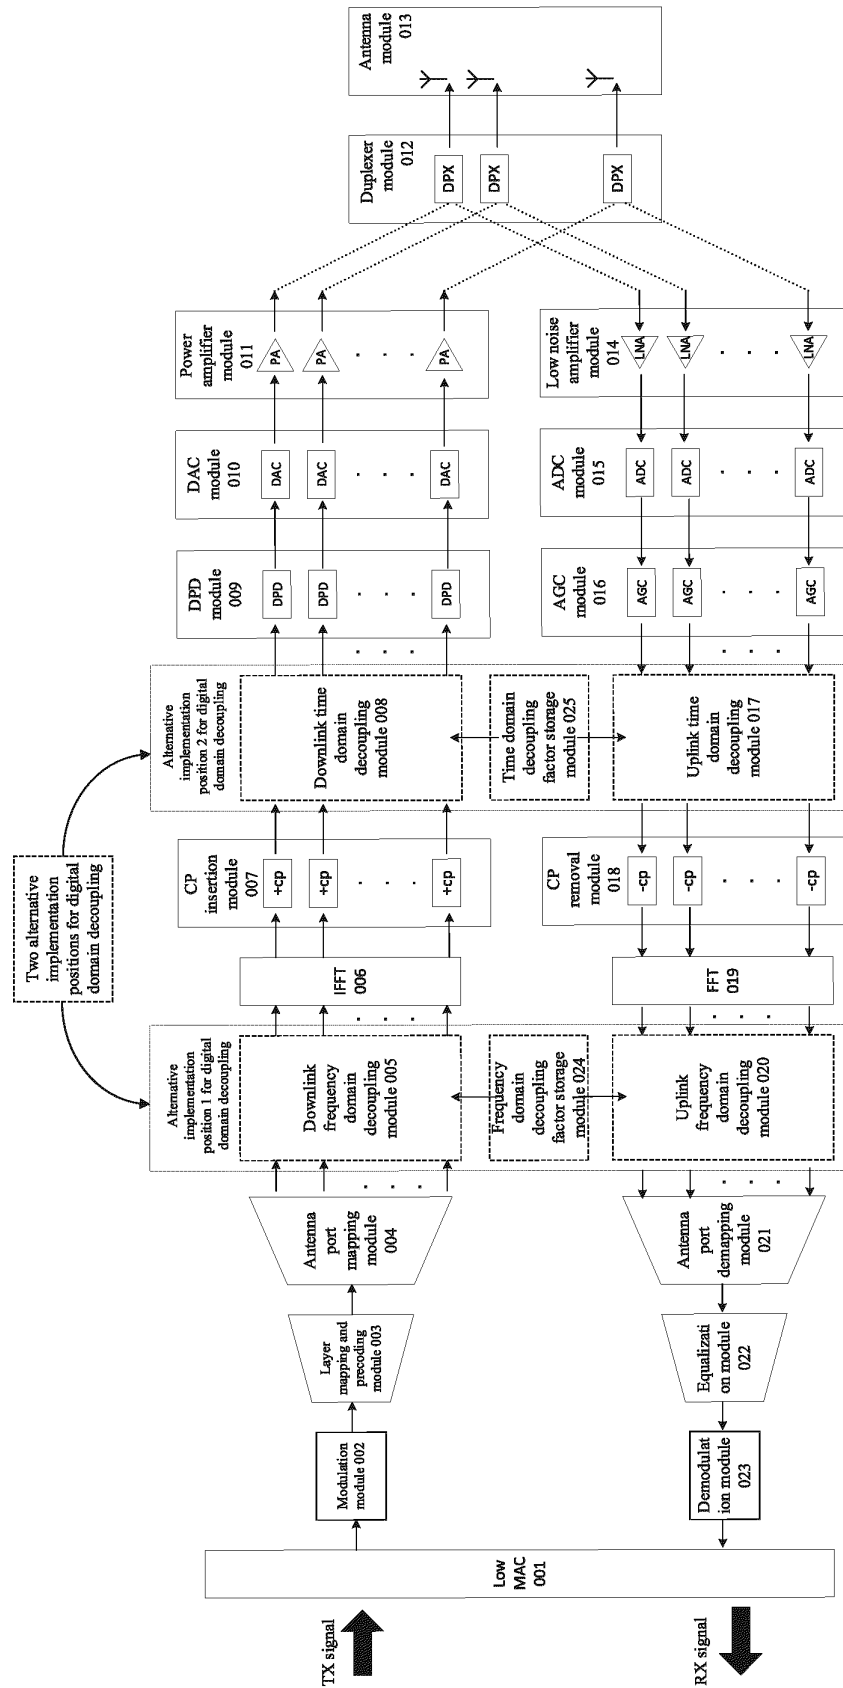 Two alternative
implementation
positions for digital
domain decoupling
Alternative
implementation
position 1 for digital
domain decoupling
Alternative
implementation
position 2 for digital
domain decoupling
TX signal
Low
MAC
001
Modulation
module 002
Layer
mapping and
precoding
module 003
Antenna
port
mapping
module
004
Downlink
frequency
domain
decoupling
module 005
IFFT
006
CP
insertion
module
007
+cp
+cp
+cp
Downlink time
domain
decoupling
module 008
DPD
module
009
DPD
DPD
DPD
DAC
module
010
DAC
DAC
DAC
Power
amplifier
module
011
PA
PA
PA
Duplexer
module
012
DPX
DPX
DPX
Antenna
module
013
Frequency
domain
decoupling
factor storage
module 024
Time domain
decoupling
factor storage
module 025
RX signal
Demodulat
ion module
023
Equalizati
on module
022
Antenna
port
demapping
module
021
Uplink
frequency
domain
decoupling
module 020
FFT
019
CP
removal
module
018
-cp
-cp
-cp
Uplink time
domain
decoupling
module 017
AGC
module
016
AGC
AGC
AGC
ADC
module
015
ADC
ADC
ADC
Low noise
amplifier
module
014
LNA
LNA
LNA